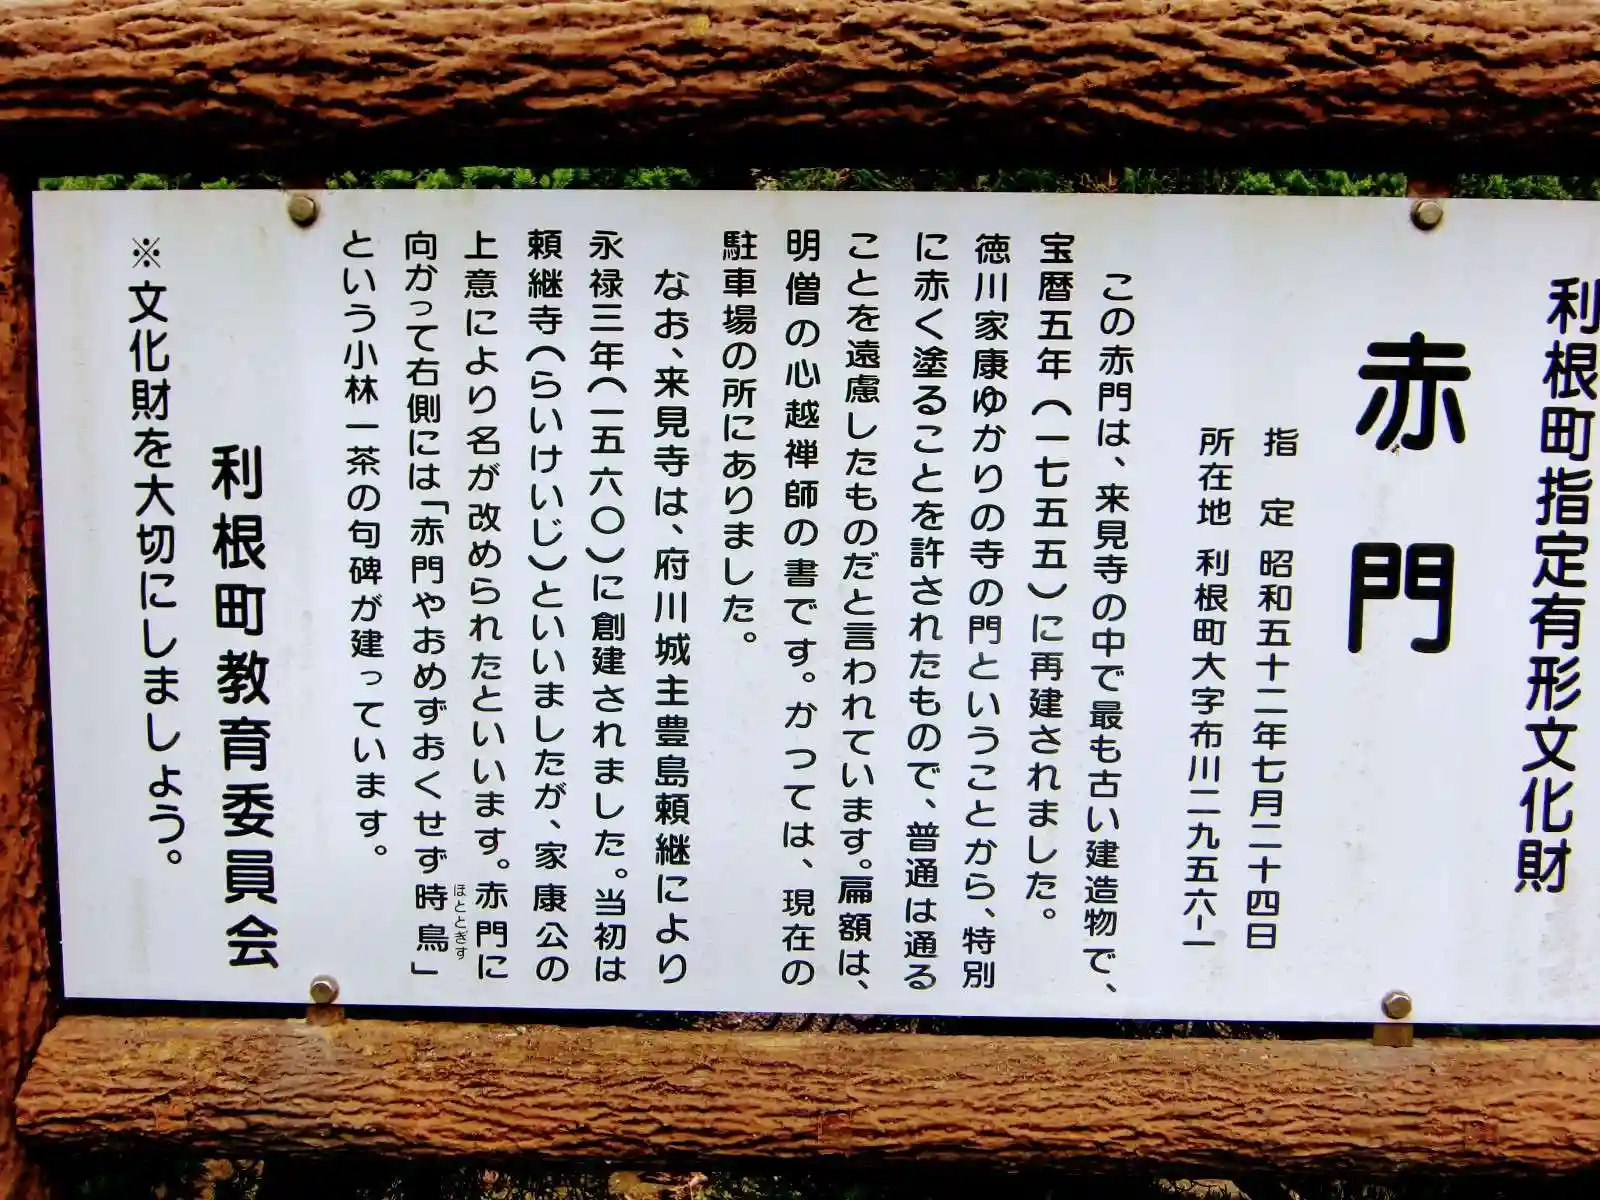 利根町指定有形文化財
赤門
指　定　昭和五十二年七月二十四日
所在地　利根町大字布川二九五六-一
この赤門は、来見寺の中で最も古い建造物で、
宝暦五年（一七五五）に再建されました。
徳川家康ゆかりの寺の門ということから、特別
に赤く塗ることを許されたもので、普通は通る
ことを遠慮したものだと言われています。扁額は、
明僧の心越禅師の書です。かつては、現在の
駐車場の所にありました。
なお、来見寺は、府川城主豊島頼継により
永禄三年（一五六〇）に創建されました。当初は
頼継寺（らいけいじ）といいましたが、家康公の
上意により名が改められたといいます。赤門に
向かって右側には「赤門やおめずおくせず時鳥」
ほととぎす
という小林一茶の句碑が建っています。
利根町教育委員会
※文化財を大切にしましょう。